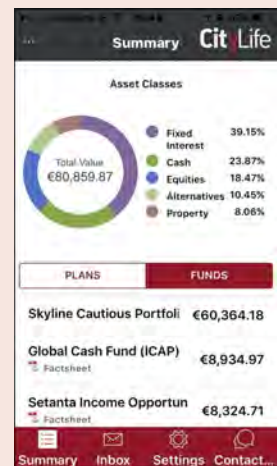 ...
Summary
City Life
Asset Classes
Total Value
€80,859.87
Fixed Interest 39.15%
Cash 23.87%
Equities 18.47%
Alternatives 10.45%
Property 8.06%
PLANS
FUNDS
Skyline Cautious Portfoli €60,364.18
Global Cash Fund (ICAP) €8,934.97
Factsheet
Setanta Income Opportun €8,324.71
Factsheet
Summary Inbox Settings Contact...